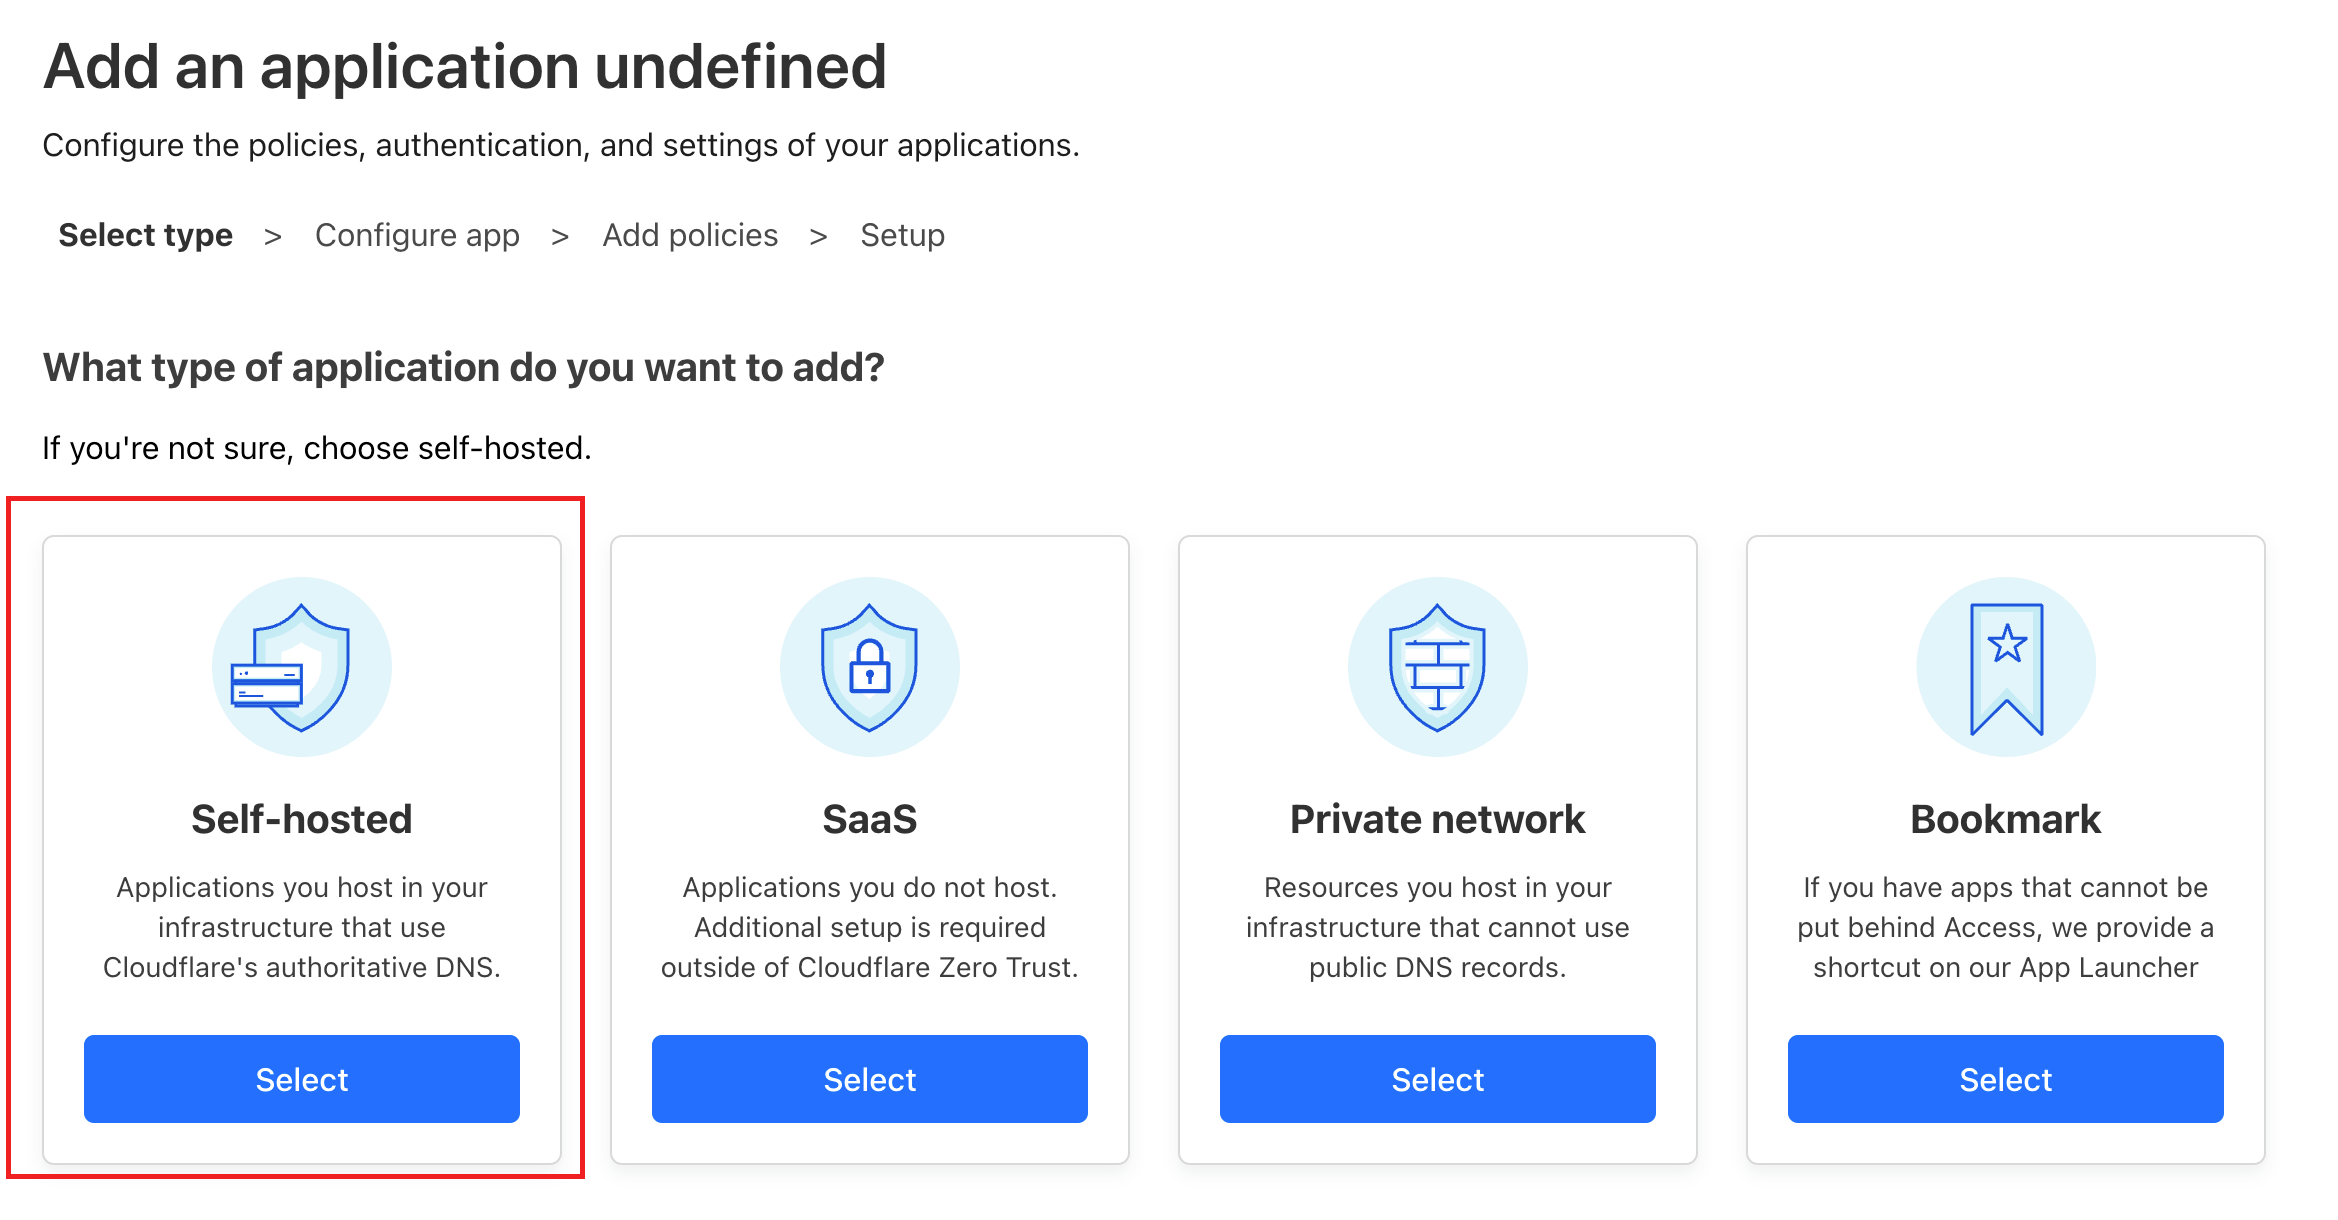 Add an application undefined
Configure the policies, authentication, and settings of your applications.
Select type > Configure app > Add policies > Setup
What type of application do you want to add?
If you're not sure, choose self-hosted.
Self-hosted
Applications you host in your
infrastructure that use
Cloudflare's authoritative DNS.
Select
SaaS
Applications you do not host.
Additional setup is required
outside of Cloudflare Zero Trust.
Select
Private network
Resources you host in your
infrastructure that cannot use
public DNS records.
Select
Bookmark
If you have apps that cannot be
put behind Access, we provide a
shortcut on our App Launcher
Select